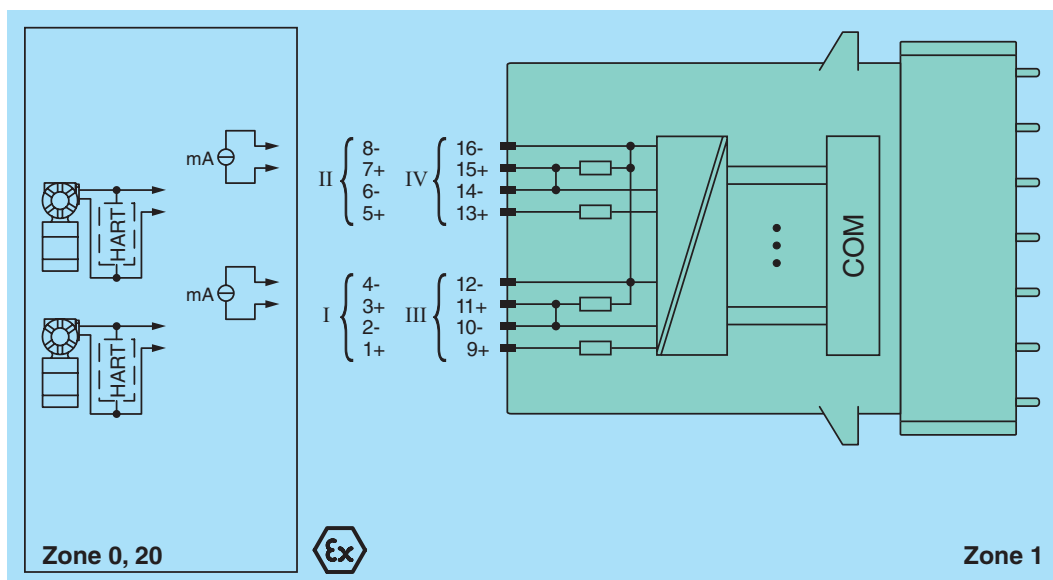 mA
HART
mA
HART
II
8-
7+
6-
5+
IV
16-
15+
14-
13+
I
4-
3+
2-
1+
III
12-
11+
10-
9+
COM
Zone 0, 20
Ex
Zone 1